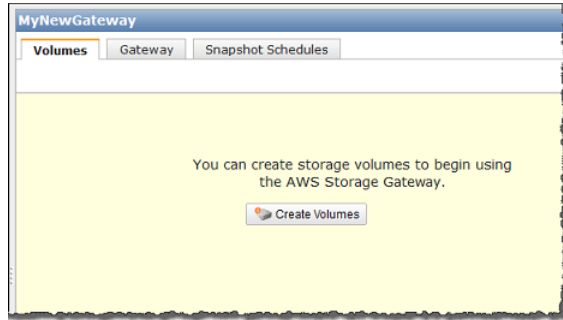 MyNewGateway
Volumes Gateway Snapshot Schedules
You can create storage volumes to begin using
the AWS Storage Gateway.
Create Volumes